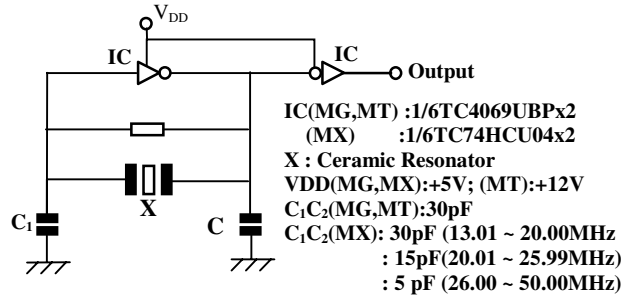 V_DD
IC
IC
Output
IC(MG,MT) :1/6TC4069UBPx2
(MX) :1/6TC74HCU04x2
X : Ceramic Resonator
VDD(MG,MX):+5V; (MT):+12V
C₁C₂(MG,MT):30pF
C₁C₂(MX): 30pF (13.01 ~ 20.00MHz
: 15pF(20.01 ~ 25.99MHz)
: 5 pF (26.00 ~ 50.00MHz)
X
C₁
C